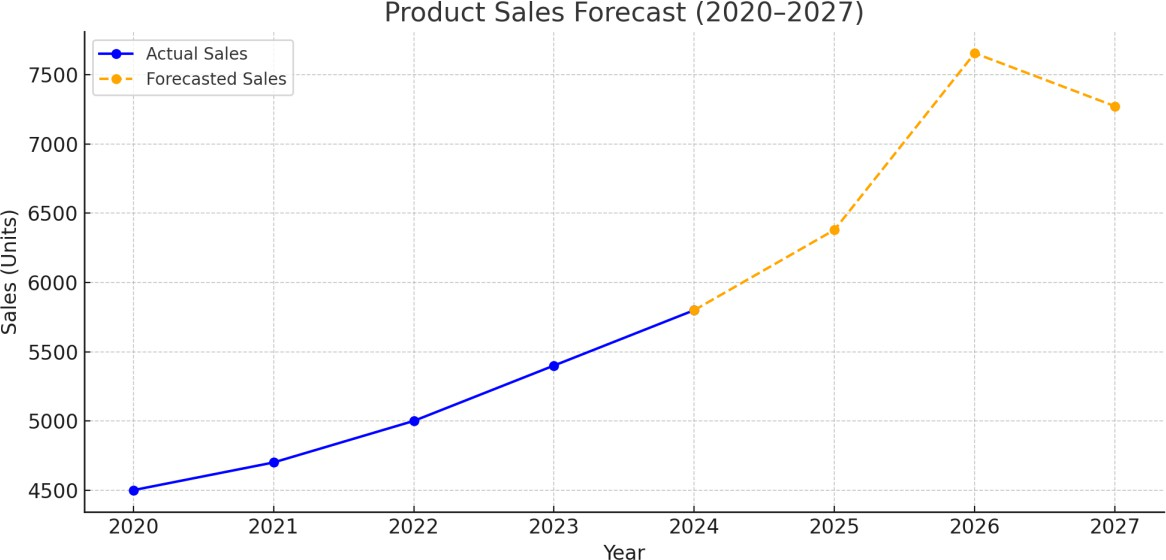 Product Sales Forecast (2020–2027)
Actual Sales
Forecasted Sales
7500
7000
6500
6000
5500
5000
4500
Sales (Units)
2020 2021 2022 2023 2024 2025 2026 2027
Year